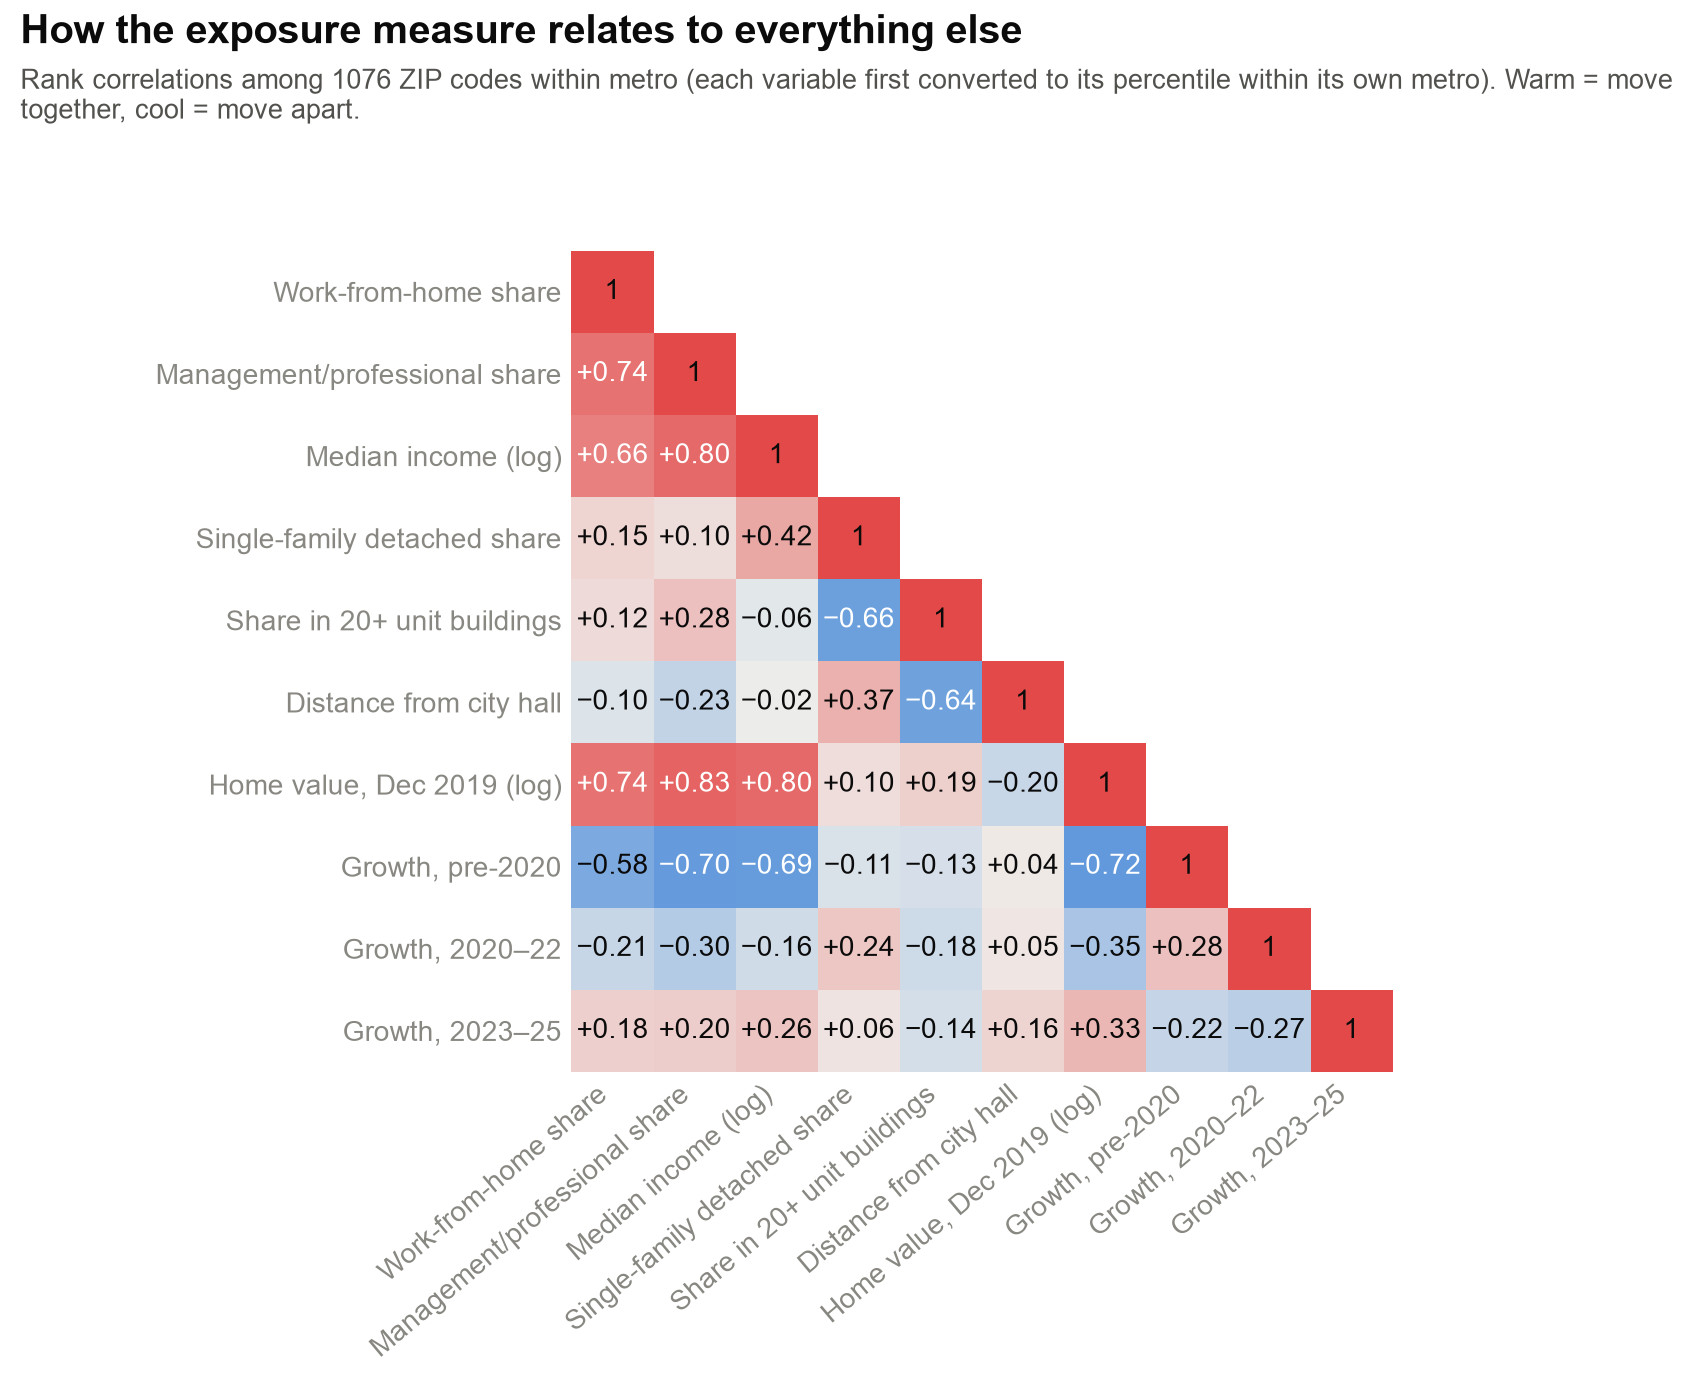 How the exposure measure relates to everything else
Rank correlations among 1076 ZIP codes within metro (each variable first converted to its percentile within its own metro). Warm = move
together, cool = move apart.
Work-from-home share 1
Management/professional share +0.74 1
Median income (log) +0.66 +0.80 1
Single-family detached share +0.15 +0.10 +0.42 1
Share in 20+ unit buildings +0.12 +0.28 −0.06 −0.66 1
Distance from city hall −0.10 −0.23 −0.02 +0.37 −0.64 1
Home value, Dec 2019 (log) +0.74 +0.83 +0.80 +0.10 +0.19 −0.20 1
Growth, pre-2020 −0.58 −0.70 −0.69 −0.11 −0.13 +0.04 −0.72 1
Growth, 2020–22 −0.21 −0.30 −0.16 +0.24 −0.18 +0.05 −0.35 +0.28 1
Growth, 2023–25 +0.18 +0.20 +0.26 +0.06 −0.14 +0.16 +0.33 −0.22 −0.27 1
Work-from-home share
Management/professional share
Median income (log)
Single-family detached share
Share in 20+ unit buildings
Distance from city hall
Home value, Dec 2019 (log)
Growth, pre-2020
Growth, 2020–22
Growth, 2023–25